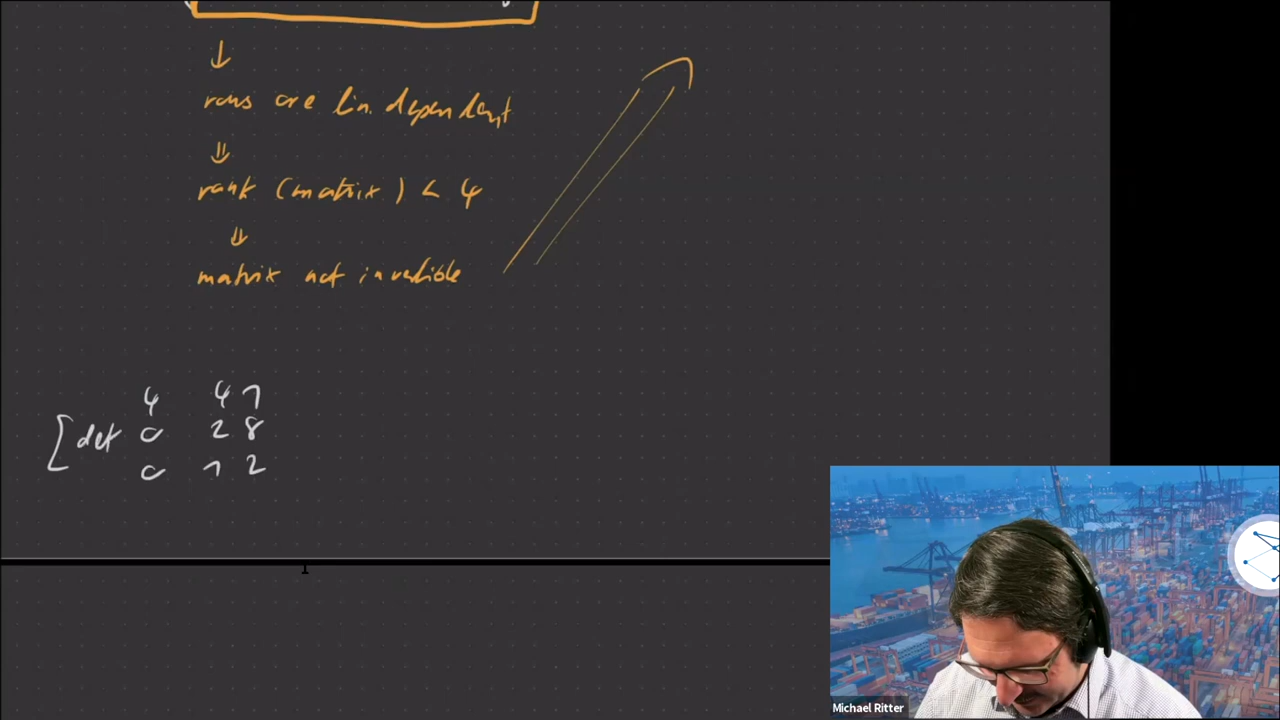 ↓
rows are lin. dependent
⇓
rank (matrix) < 4
⇓
matrix not invertible
4 4 1
[det 0 2 8
0 1 2
Michael Ritter